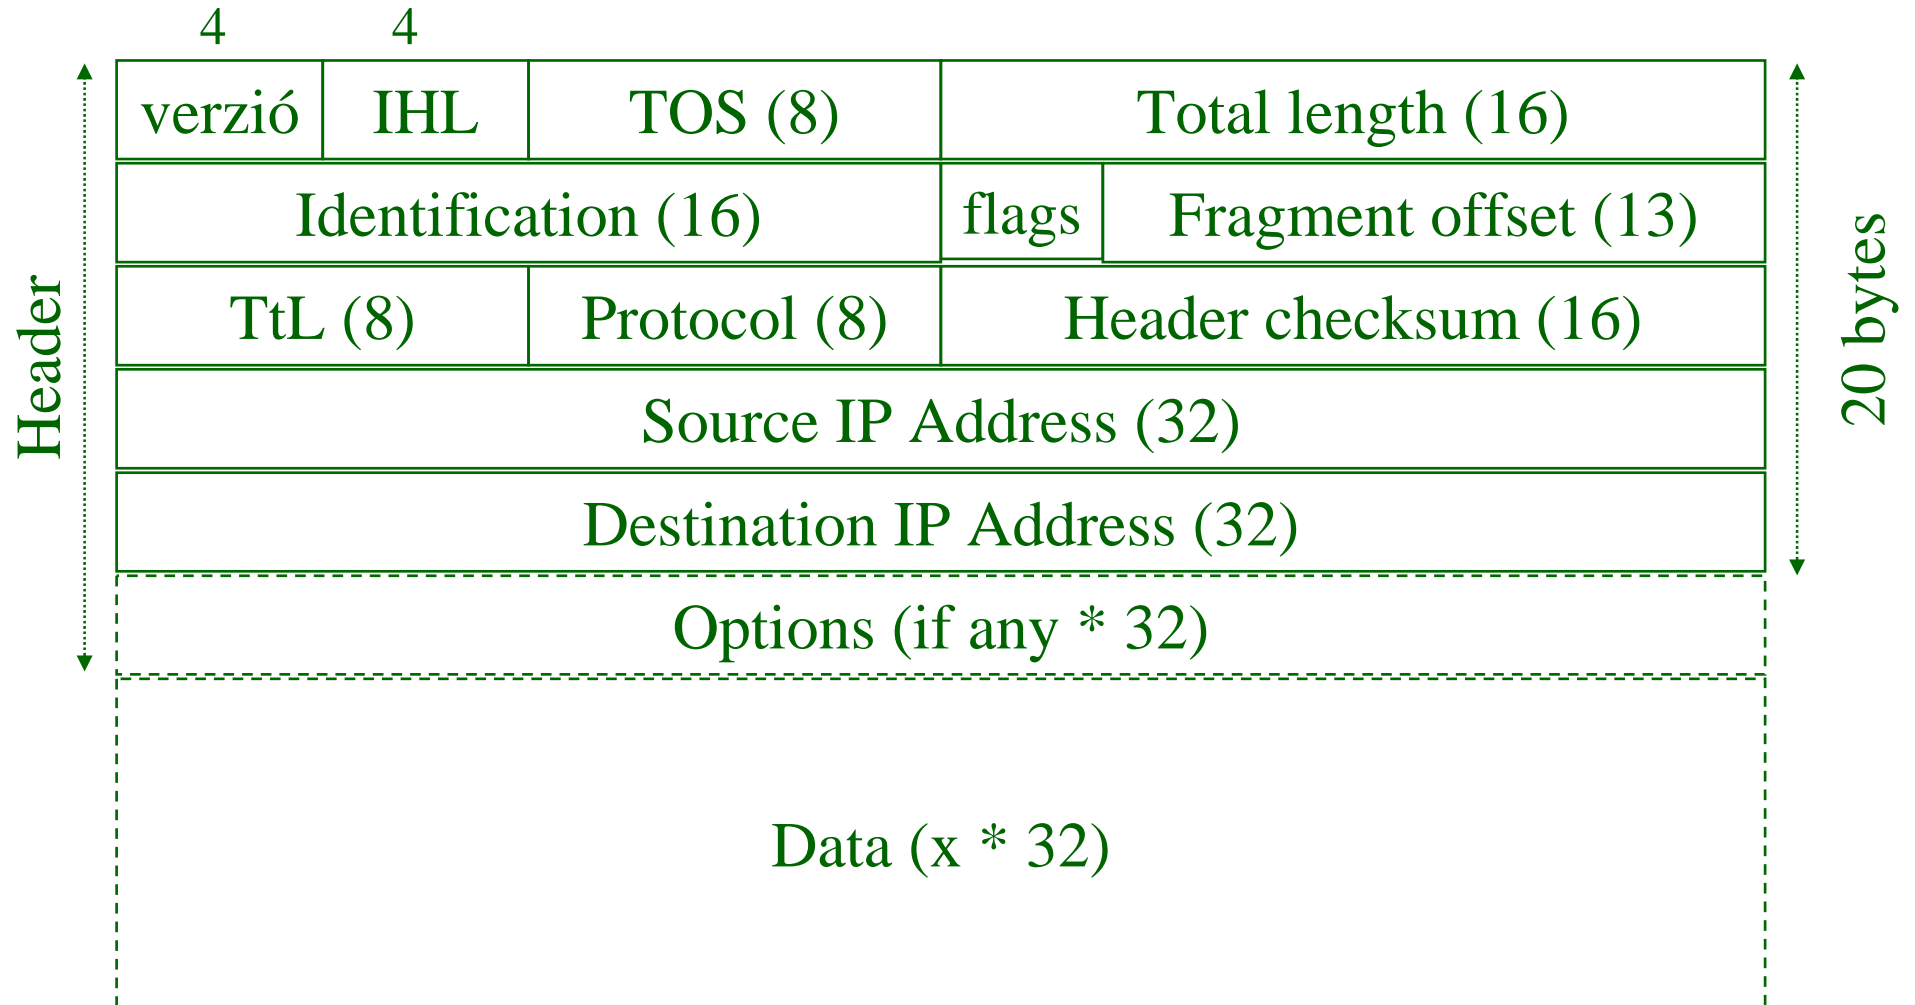 4
4
verzió
IHL
TOS (8)
Total length (16)
Identification (16)
flags
Fragment offset (13)
TtL (8)
Protocol (8)
Header checksum (16)
Source IP Address (32)
Destination IP Address (32)
Options (if any * 32)
Data (x * 32)
Header
20 bytes